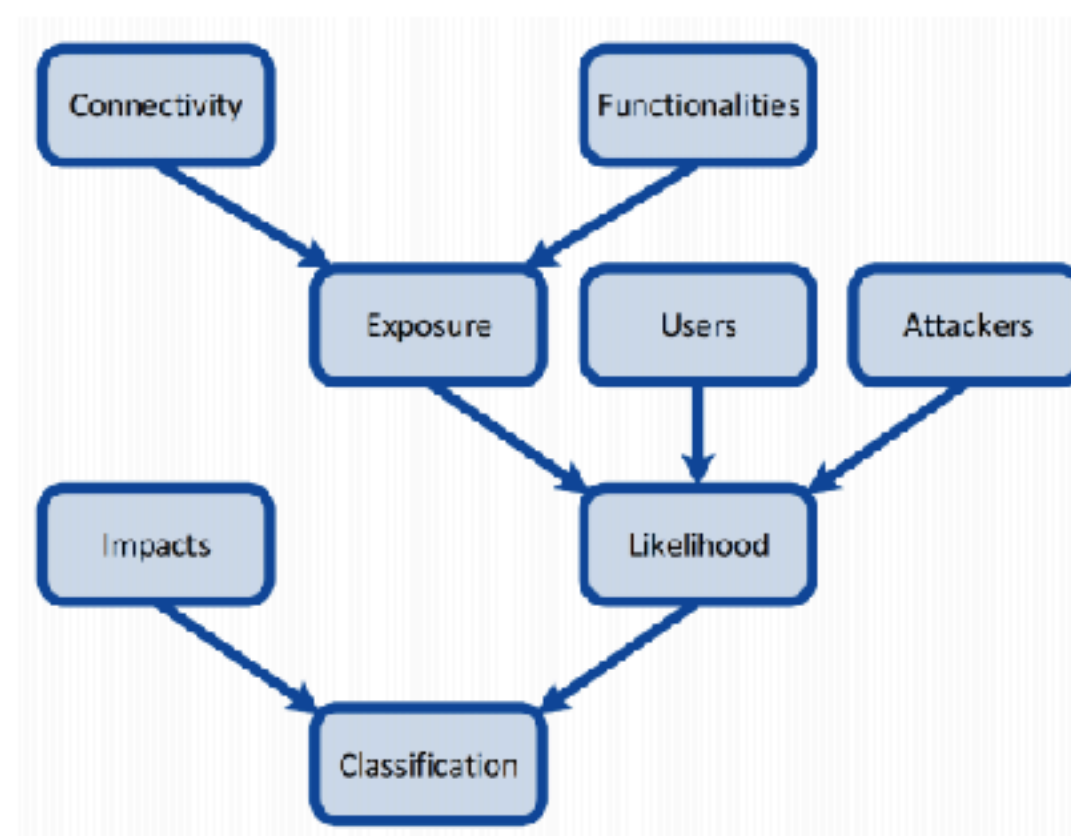 Connectivity
Functionalities
Exposure
Users
Attackers
Impacts
Likelihood
Classification